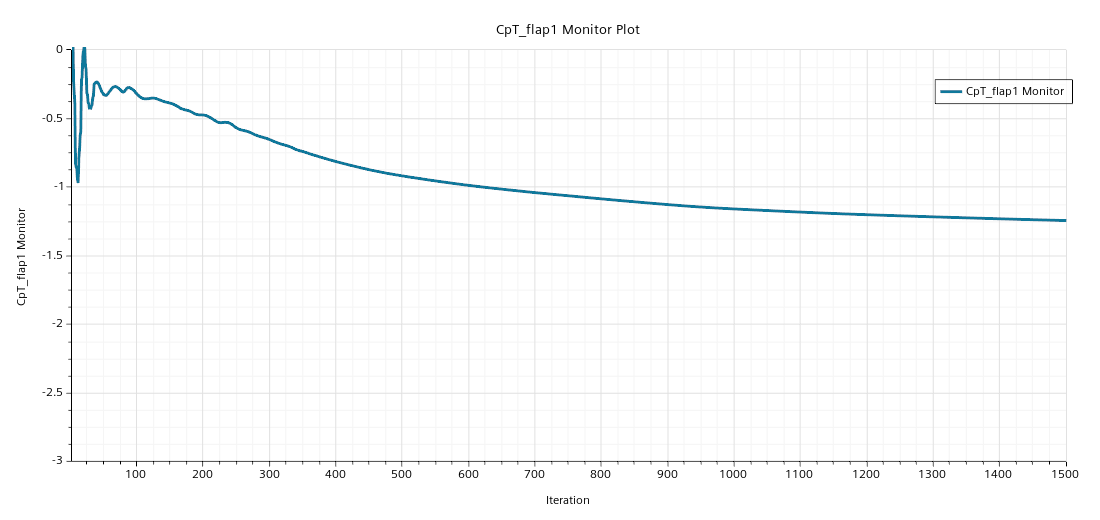 CpT_flap1 Monitor Plot
CpT_flap1 Monitor
0
-0.5
-1
-1.5
-2
-2.5
-3
CpT_flap1 Monitor
100 200 300 400 500 600 700 800 900 1000 1100 1200 1300 1400 1500
Iteration